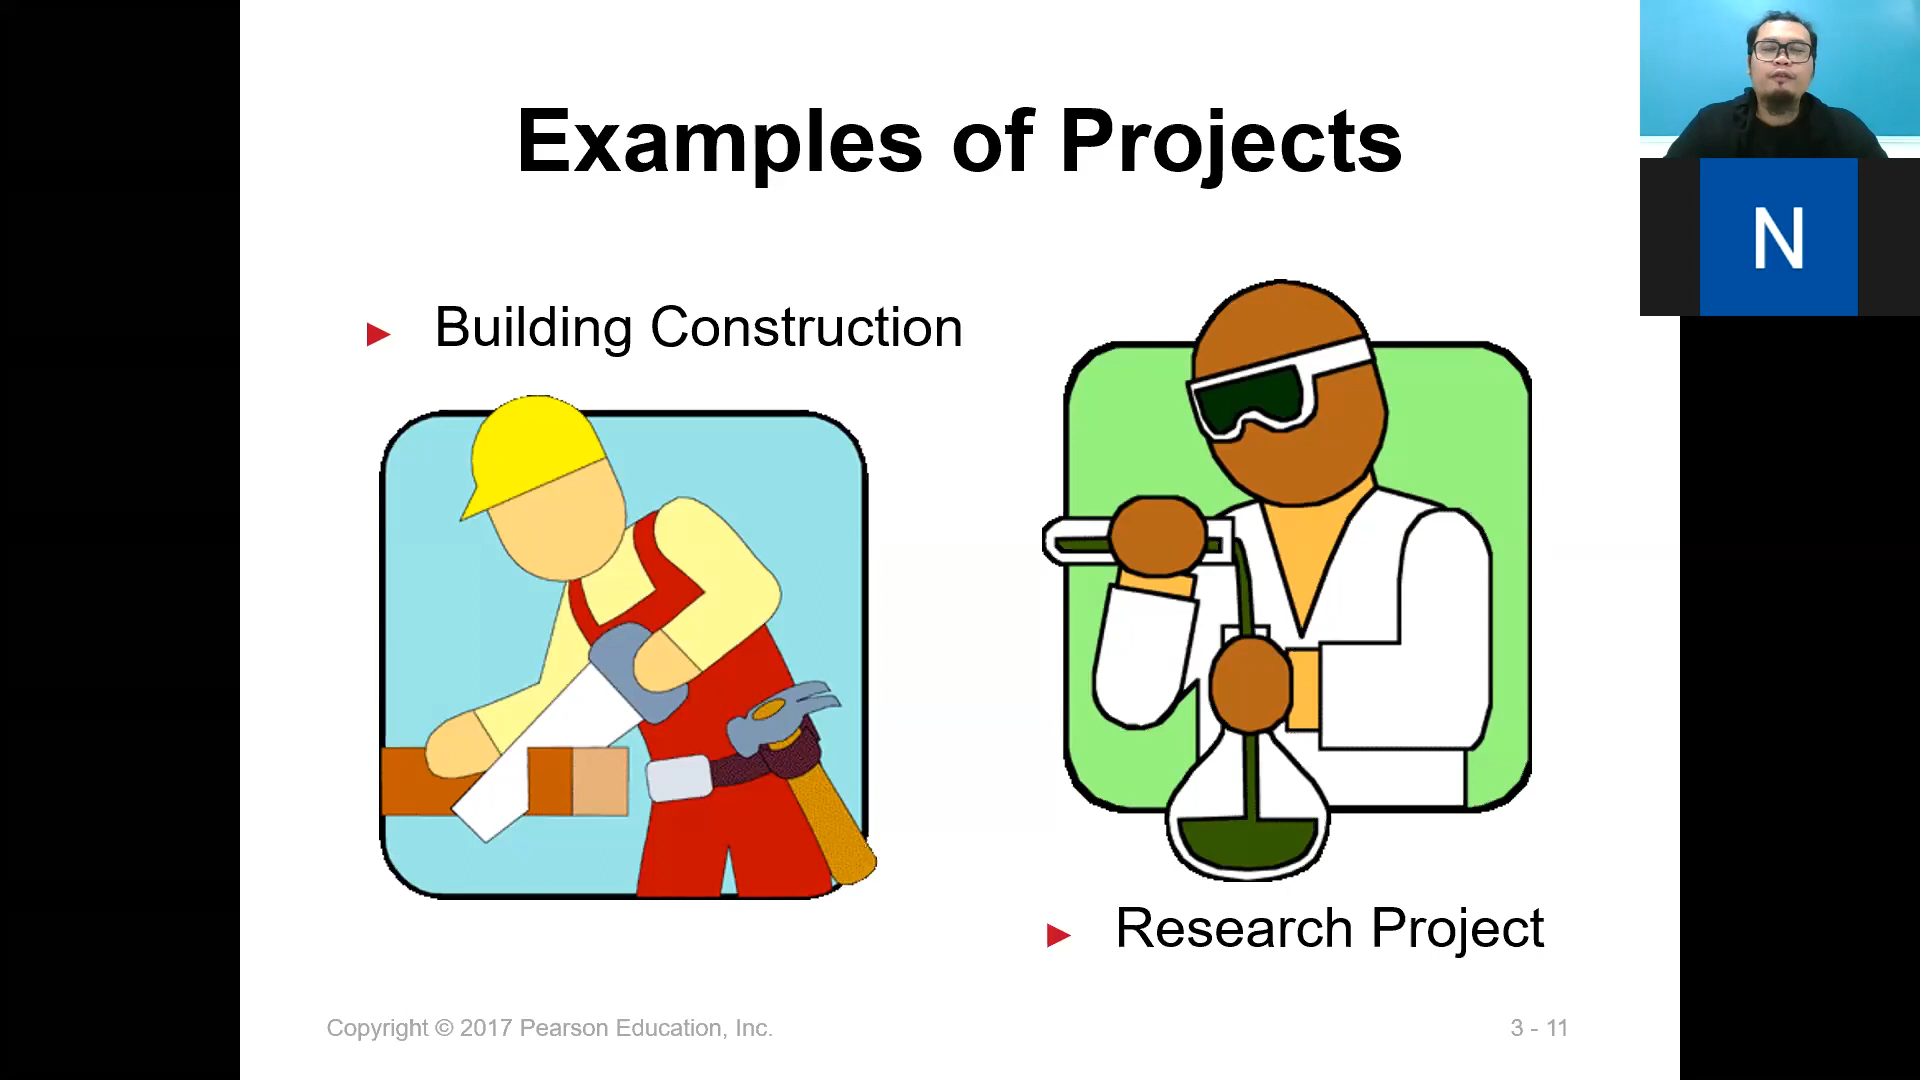 Examples of Projects
N
► Building Construction
► Research Project
Copyright © 2017 Pearson Education, Inc.
3 - 11